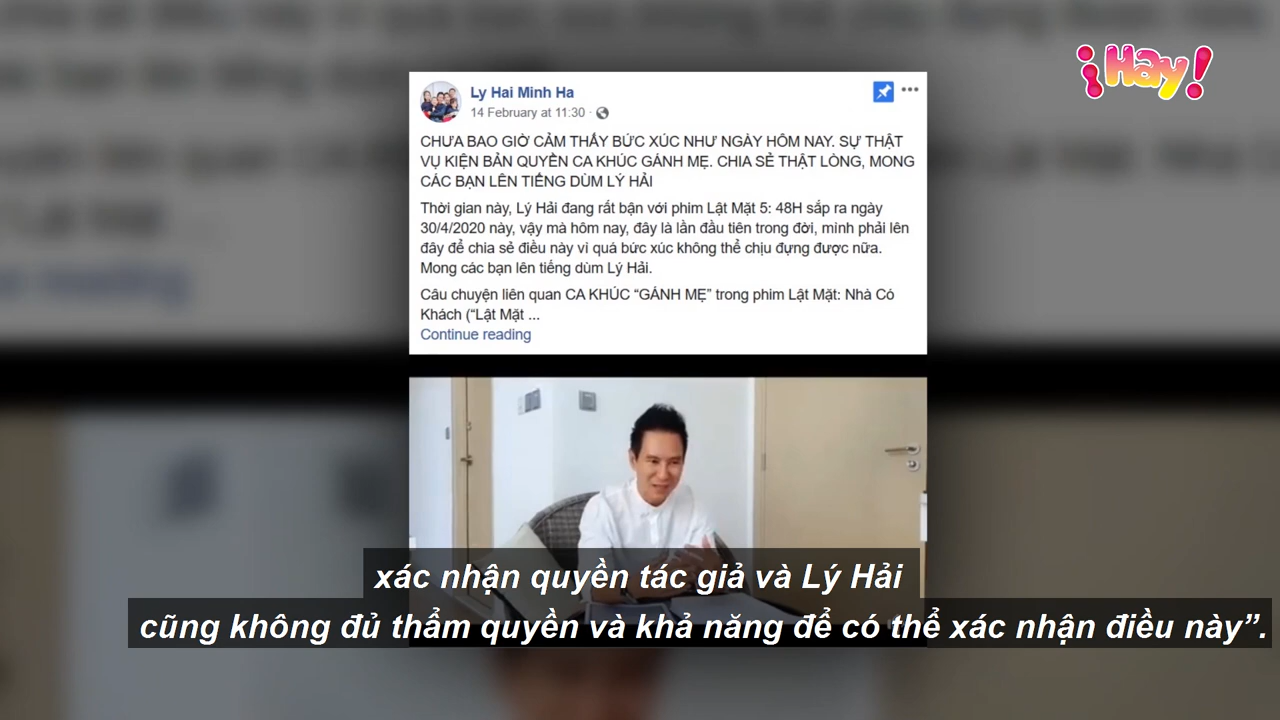 ¡Hay!
Ly Hai Minh Ha
14 February at 11:30 ·
CHƯA BAO GIỜ CẢM THẤY BỨC XÚC NHƯ NGÀY HÔM NAY. SỰ THẬT
VỤ KIỆN BẢN QUYỀN CA KHÚC GÁNH MẸ. CHIA SẺ THẬT LÒNG, MONG
CÁC BẠN LÊN TIẾNG DÙM LÝ HẢI
Thời gian này, Lý Hải đang rất bận với phim Lật Mặt 5: 48H sắp ra ngày
30/4/2020 này, vậy mà hôm nay, đây là lần đầu tiên trong đời, mình phải lên
đây để chia sẻ điều này vì quá bức xúc không thể chịu đựng được nữa.
Mong các bạn lên tiếng dùm Lý Hải.
Câu chuyện liên quan CA KHÚC “GÁNH MẸ” trong phim Lật Mặt: Nhà Có
Khách (“Lật Mặt ...
Continue reading
xác nhận quyền tác giả và Lý Hải
cũng không đủ thẩm quyền và khả năng để có thể xác nhận điều này”.